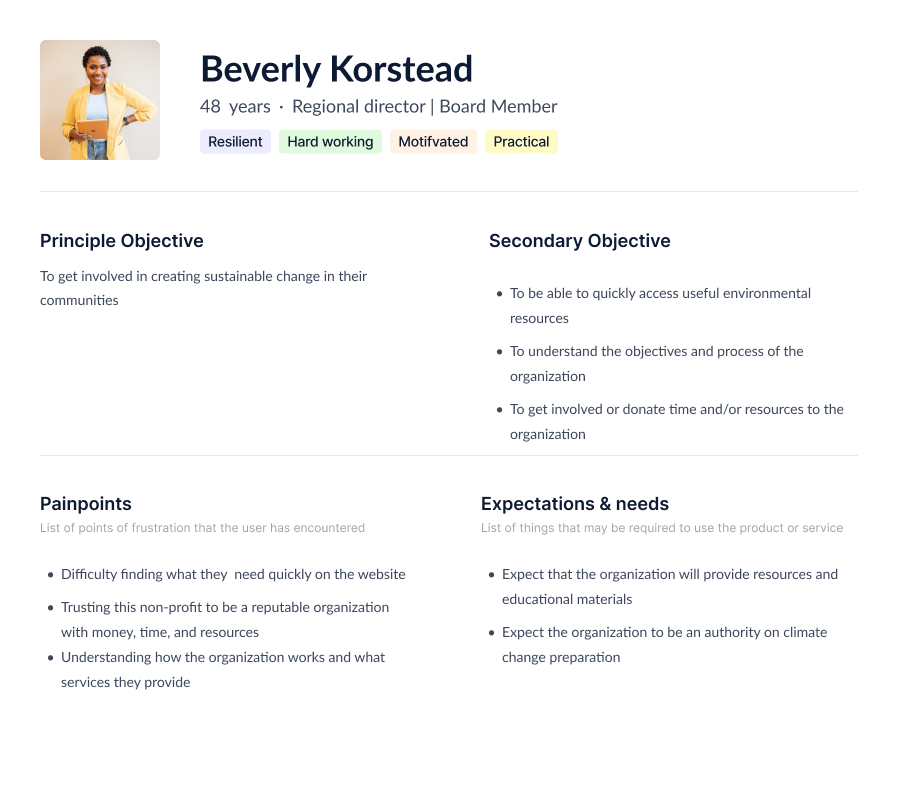 Beverly Korstead
48  years  ·  Regional director | Board Member
Resilient
Hard working
Motifvated
Practical
Principle Objective
To get involved in creating sustainable change in their
communities
Secondary Objective
• To be able to quickly access useful environmental
resources
• To understand the objectives and process of the
organization
• To get involved or donate time and/or resources to the
organization
Painpoints
List of points of frustration that the user has encountered
• Difficulty finding what they  need quickly on the website
• Trusting this non-profit to be a reputable organization
with money, time, and resources
• Understanding how the organization works and what
services they provide
Expectations & needs
List of things that may be required to use the product or service
• Expect that the organization will provide resources and
educational materials
• Expect the organization to be an authority on climate
change preparation